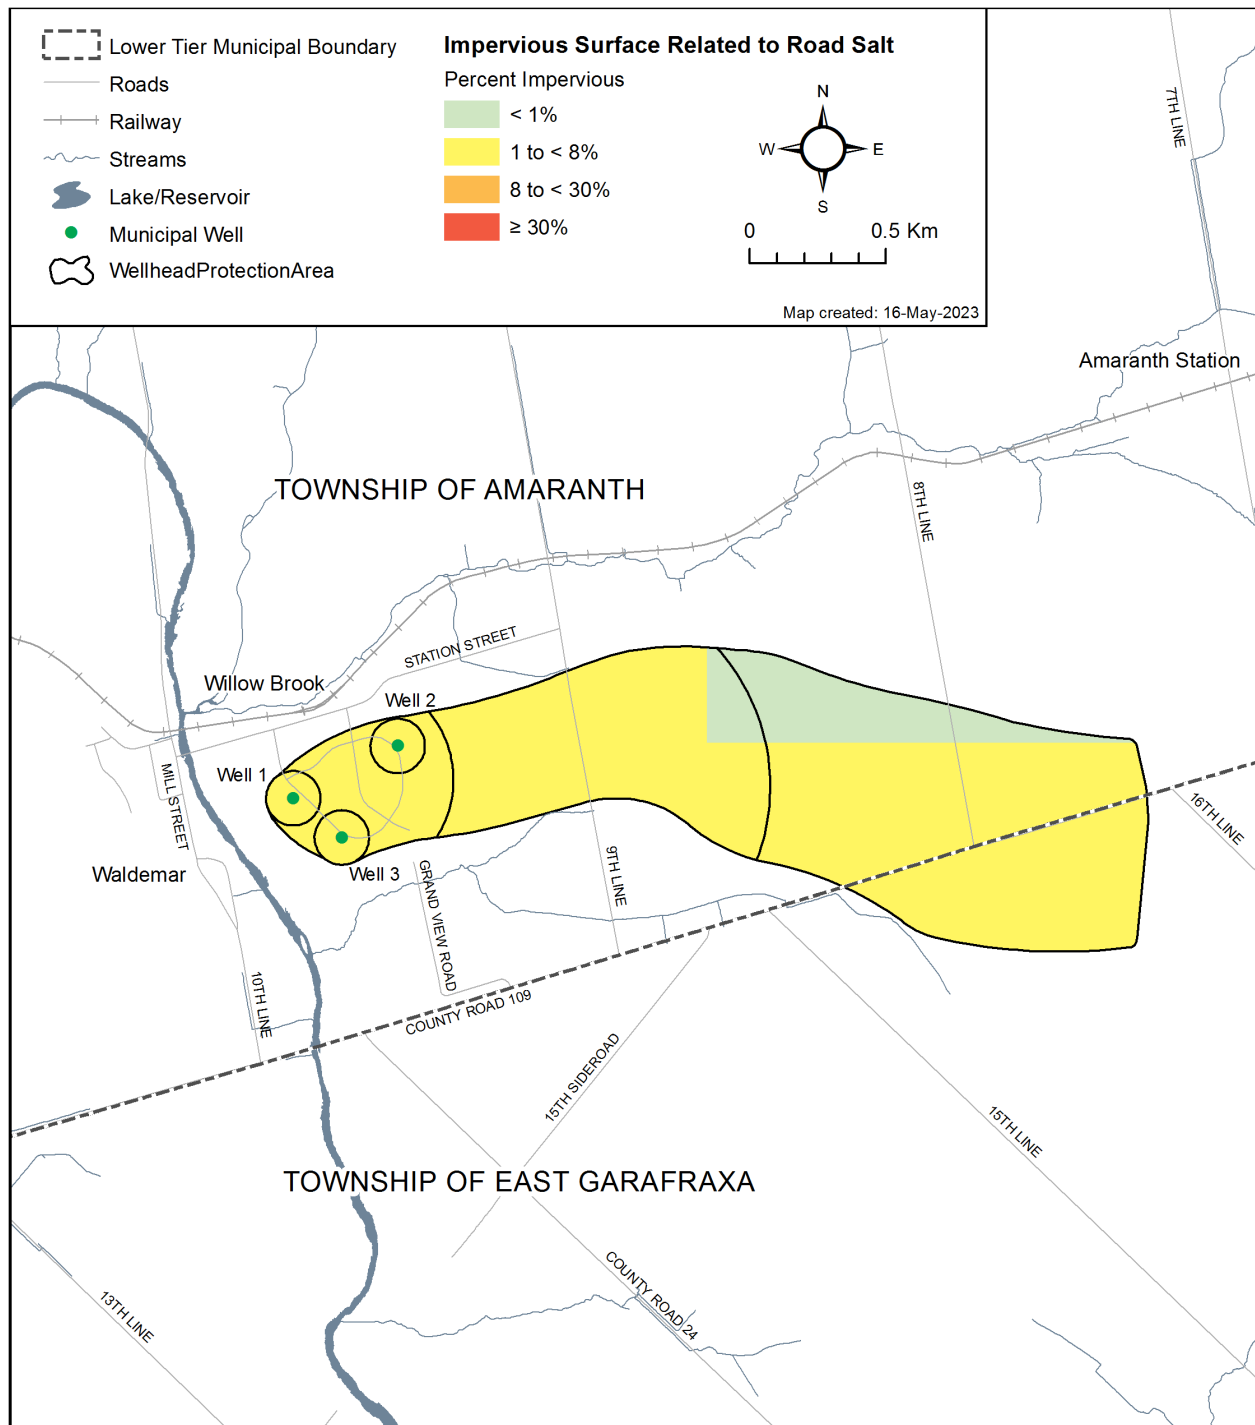 Lower Tier Municipal Boundary
Roads
Railway
Streams
Lake/Reservoir
Municipal Well
WellheadProtectionArea
Impervious Surface Related to Road Salt
Percent Impervious
< 1%
1 to < 8%
8 to < 30%
≥ 30%
N
W
E
S
0
0.5 Km
Map created: 16-May-2023
7TH LINE
Amaranth Station
TOWNSHIP OF AMARANTH
8TH LINE
STATION STREET
Willow Brook
Well 2
Well 1
MILL STREET
16TH LINE
Waldemar
Well 3
9TH LINE
GRAND VIEW ROAD
10TH LINE
COUNTY ROAD 109
15TH SIDEROAD
15TH LINE
TOWNSHIP OF EAST GARAFRAXA
COUNTY ROAD 24
13TH LINE